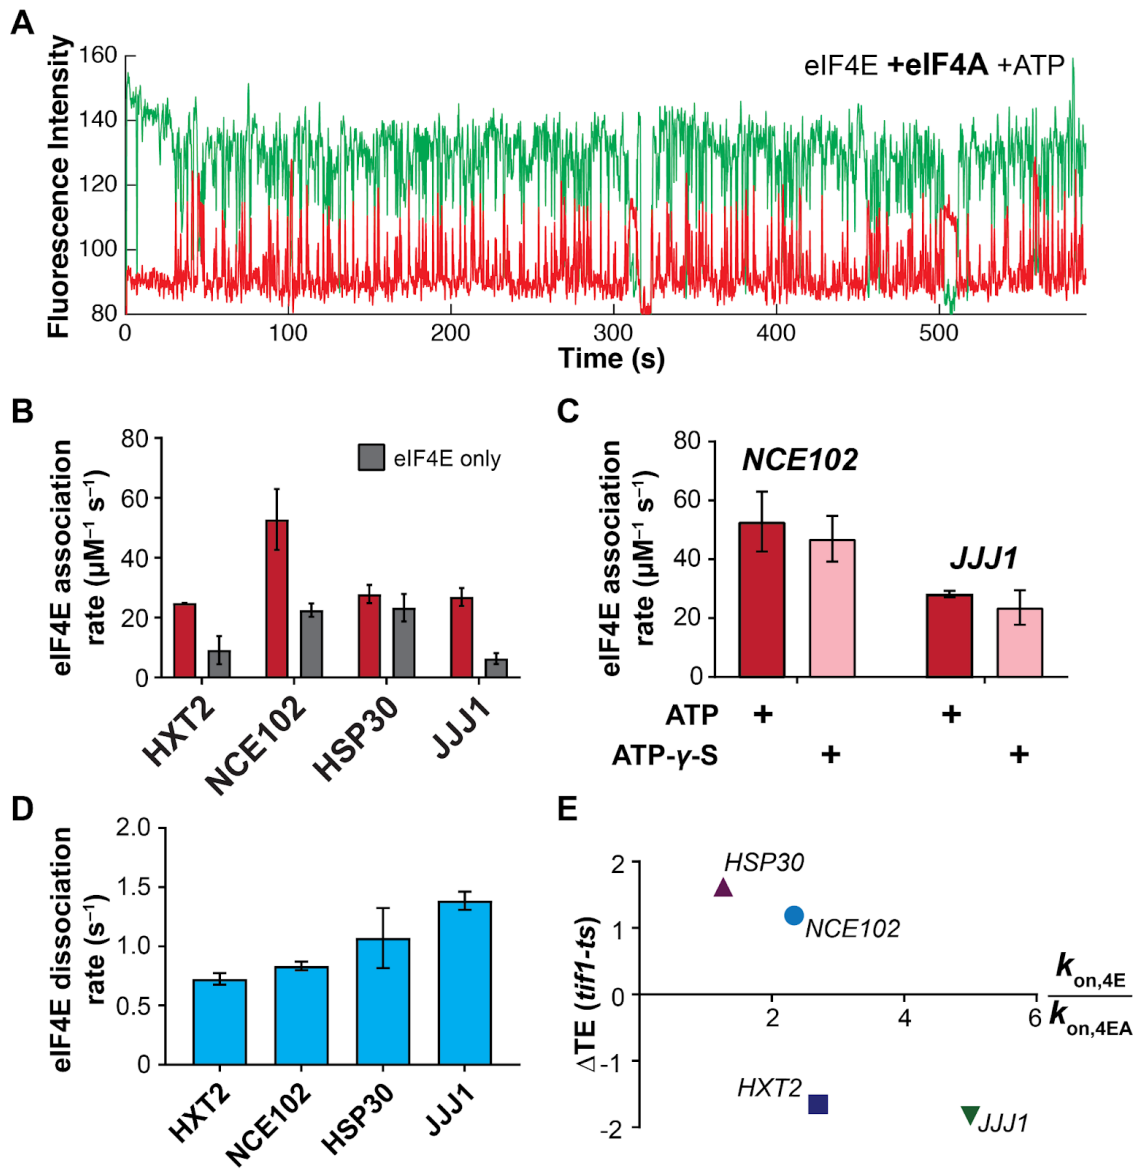 A
eIF4E +eIF4A +ATP
Fluorescence Intensity
160
140
120
100
80
0
100
200
300
400
500
Time (s)
B
eIF4E association
rate (µM⁻¹ s⁻¹)
80
60
40
20
0
eIF4E only
HXT2
NCE102
HSP30
JJJ1
C
eIF4E association
rate (µM⁻¹ s⁻¹)
80
60
40
20
0
NCE102
JJJ1
ATP + +
ATP-γ-S + +
D
eIF4E dissociation
rate (s⁻¹)
2.0
1.5
1.0
0.5
0
HXT2
NCE102
HSP30
JJJ1
E
ΔTE (tif1-ts)
2
1
0
-1
-2
2
4
6
HSP30
NCE102
HXT2
JJJ1
kon,4E
kon,4EA